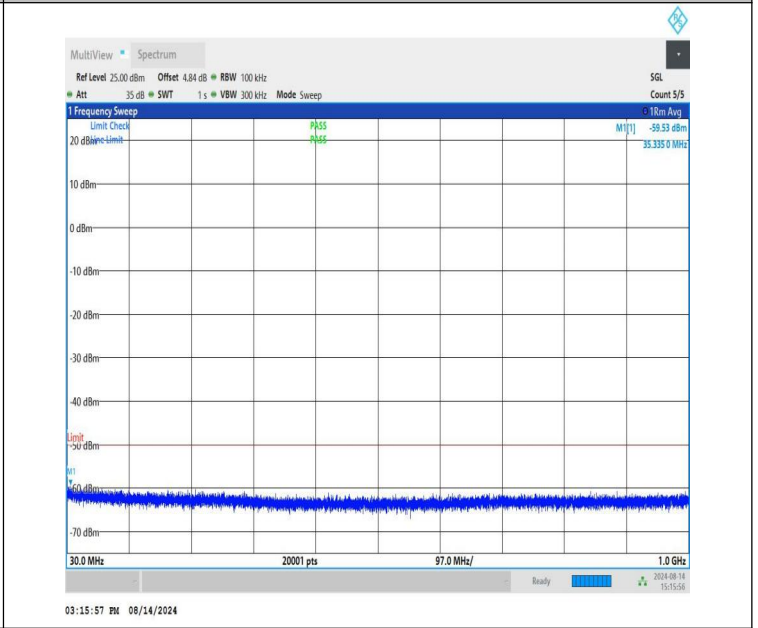 MultiView Spectrum
Ref Level 25.00 dBm Offset 4.84 dB RBW 100 kHz SGL
Att 35 dB SWT 1 s VBW 300 kHz Mode Sweep Count 5/5
1 Frequency Sweep 1Rm Avg
Limit Check PASS M1[1] -59.53 dBm
Line Limit PASS 35.335 0 MHz
20 dBm
10 dBm
0 dBm
-10 dBm
-20 dBm
-30 dBm
-40 dBm
Limit
-50 dBm
M1
-60 dBm
-70 dBm
30.0 MHz 20001 pts 97.0 MHz/ 1.0 GHz
Ready 2024-08-14
15:15:56
03:15:57 PM 08/14/2024